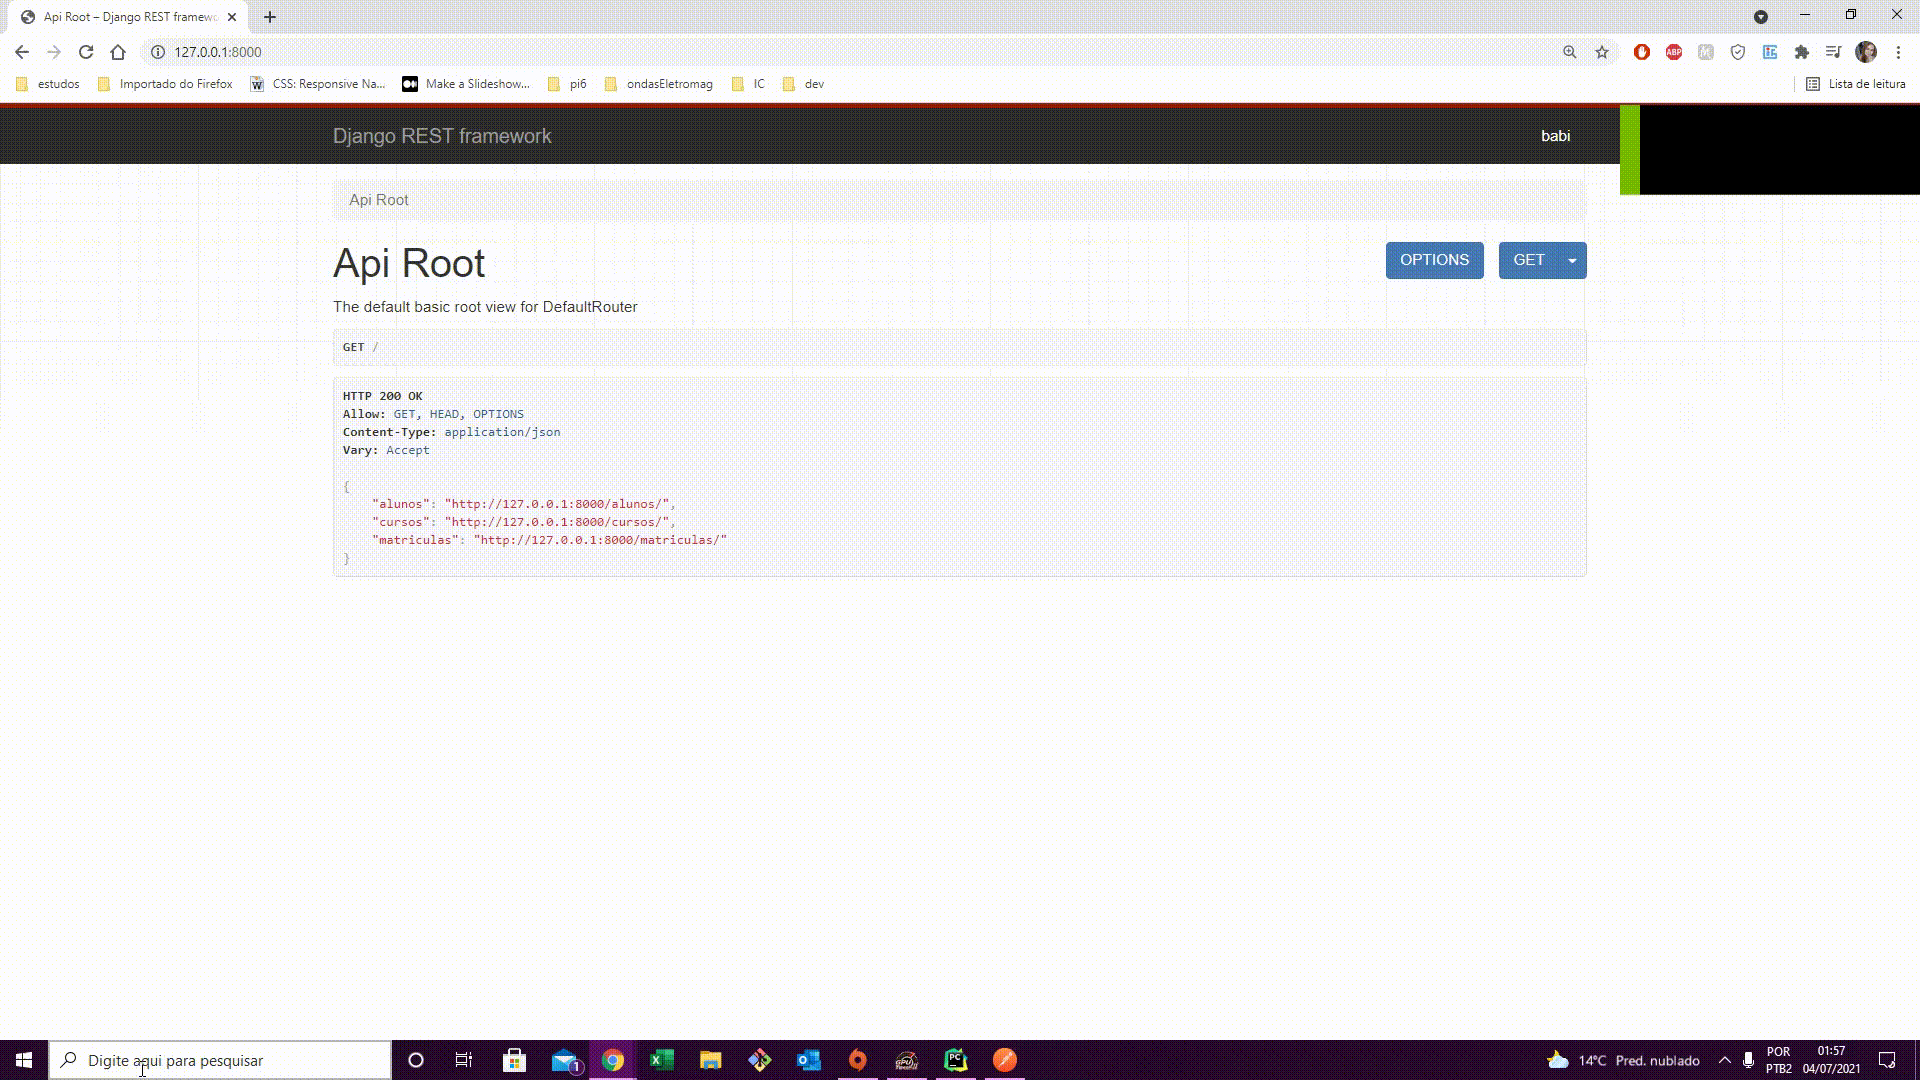 Api Root – Django REST framewo
127.0.0.1:8000
ABP
estudos
Importado do Firefox
W
CSS: Responsive Na...
Make a Slideshow...
pi6
ondasEletromag
IC
dev
Lista de leitura
Django REST framework
babi
Api Root
Api Root
OPTIONS
GET
The default basic root view for DefaultRouter
GET /
HTTP 200 OK
Allow: GET, HEAD, OPTIONS
Content-Type: application/json
Vary: Accept
{
"alunos": "http://127.0.0.1:8000/alunos/",
"cursos": "http://127.0.0.1:8000/cursos/",
"matriculas": "http://127.0.0.1:8000/matriculas/"
}
Digite aqui para pesquisar
1
PC
14°C Pred. nublado
POR
PTB2
01:57
04/07/2021